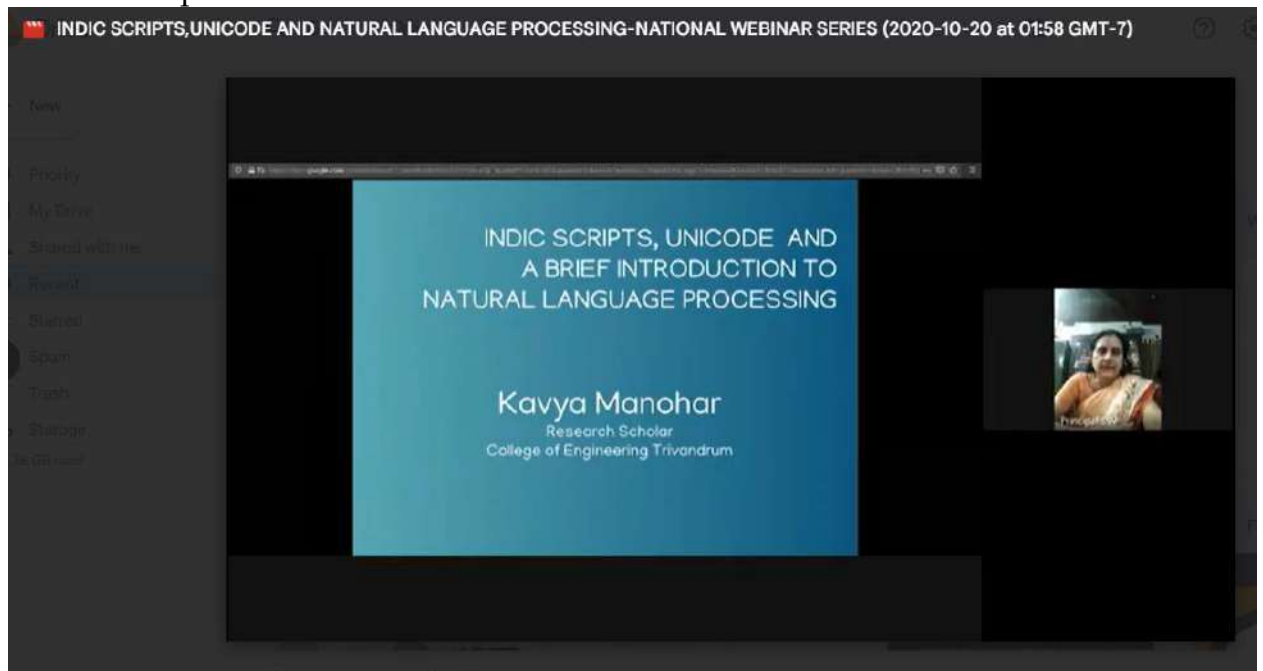 INDIC SCRIPTS,UNICODE AND NATURAL LANGUAGE PROCESSING-NATIONAL WEBINAR SERIES (2020-10-20 at 01:58 GMT-7)
New
Priority
My Drive
Shared with me
Recent
Starred
Spam
Trash
Storage
INDIC SCRIPTS, UNICODE AND
A BRIEF INTRODUCTION TO
NATURAL LANGUAGE PROCESSING
Kavya Manohar
Research Scholar
College of Engineering Trivandrum